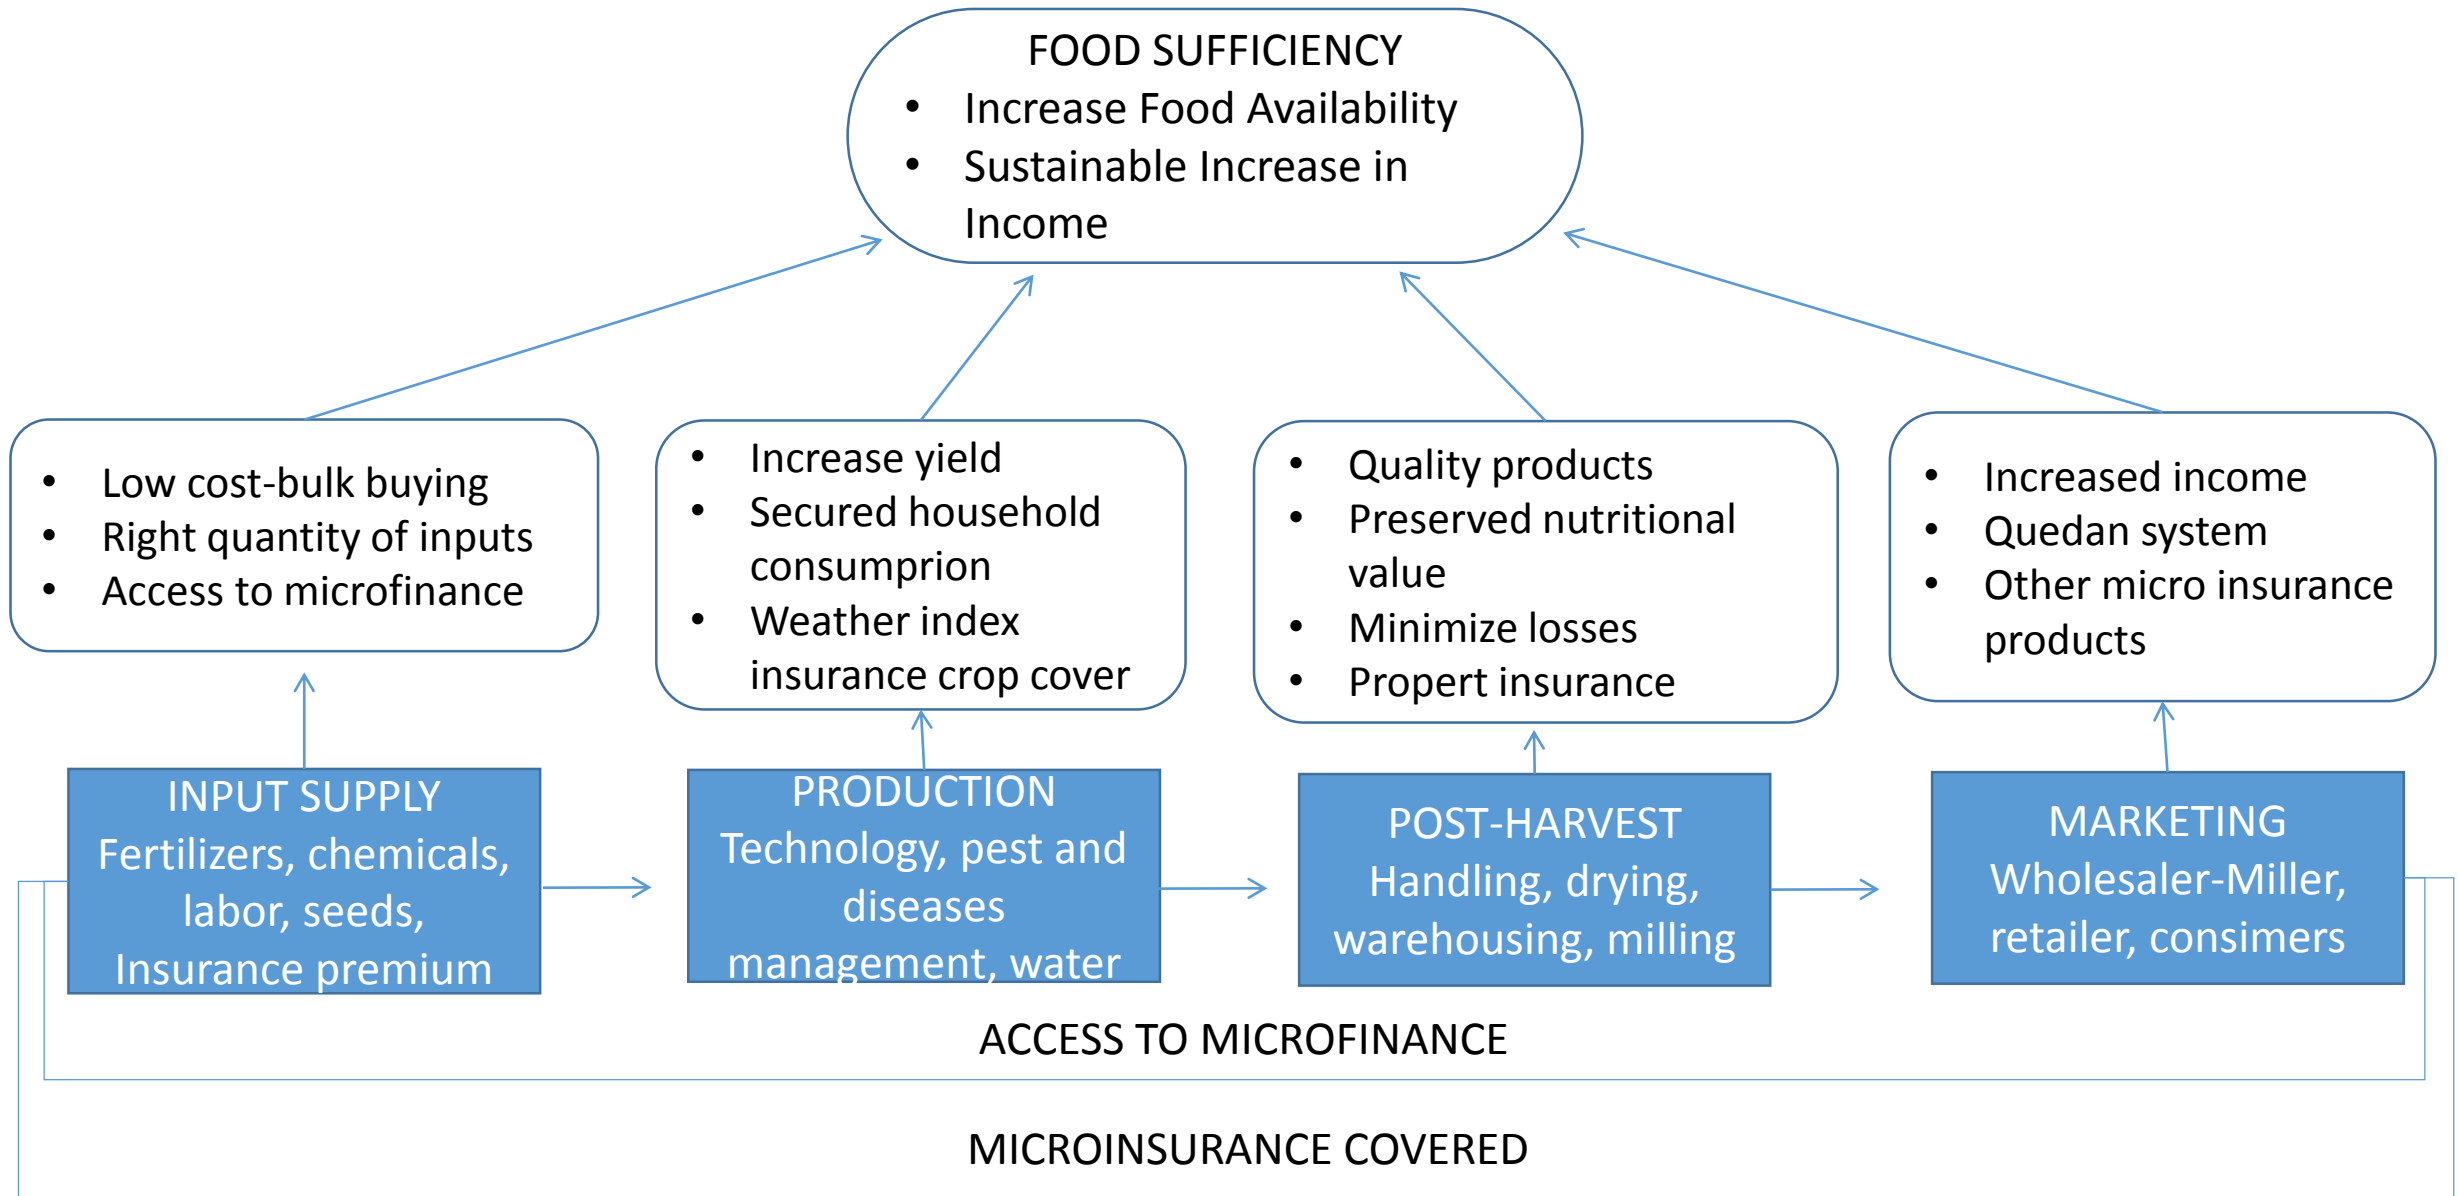 FOOD SUFFICIENCY
• Increase Food Availability
• Sustainable Increase in
Income
• Low cost-bulk buying
• Right quantity of inputs
• Access to microfinance
• Increase yield
• Secured household
consumprion
• Weather index
insurance crop cover
• Quality products
• Preserved nutritional
value
• Minimize losses
• Propert insurance
• Increased income
• Quedan system
• Other micro insurance
products
INPUT SUPPLY
Fertilizers, chemicals,
labor, seeds,
Insurance premium
PRODUCTION
Technology, pest and
diseases
management, water
POST-HARVEST
Handling, drying,
warehousing, milling
MARKETING
Wholesaler-Miller,
retailer, consimers
ACCESS TO MICROFINANCE
MICROINSURANCE COVERED